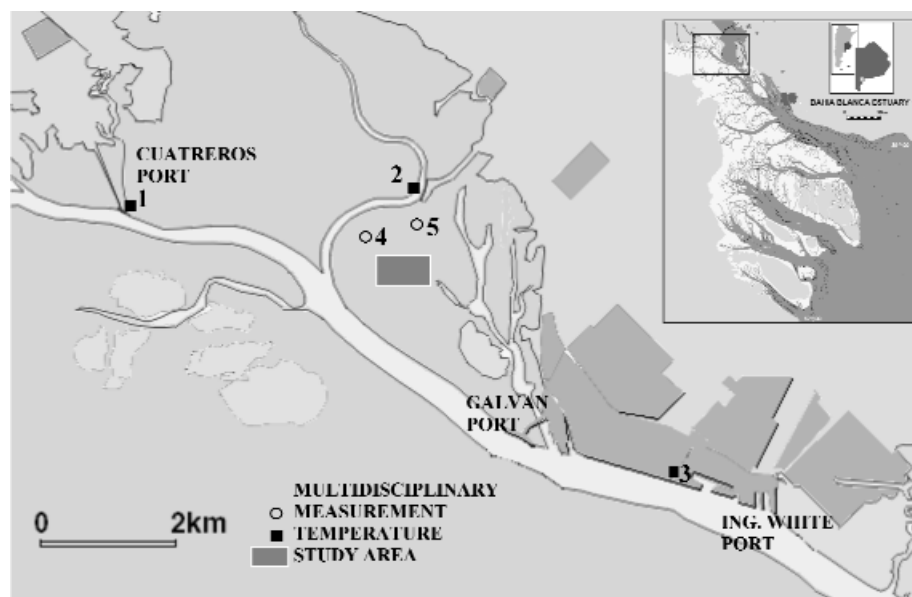 BAHIA BLANCA ESTUARY
CUATREROS
PORT
1
2
5
4
GALVAN
PORT
3
ING. WHITE
PORT
MULTIDISCIPLINARY
MEASUREMENT
TEMPERATURE
STUDY AREA
0 2km